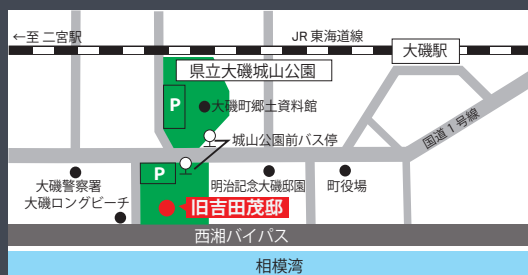 ←至 二宮駅
JR 東海道線
大磯駅
県立大磯城山公園
P
大磯町郷土資料館
国道1号線
城山公園前バス停
P
大磯警察署
明治記念大磯邸園
町役場
大磯ロングビーチ
旧吉田茂邸
西湘バイパス
相模湾